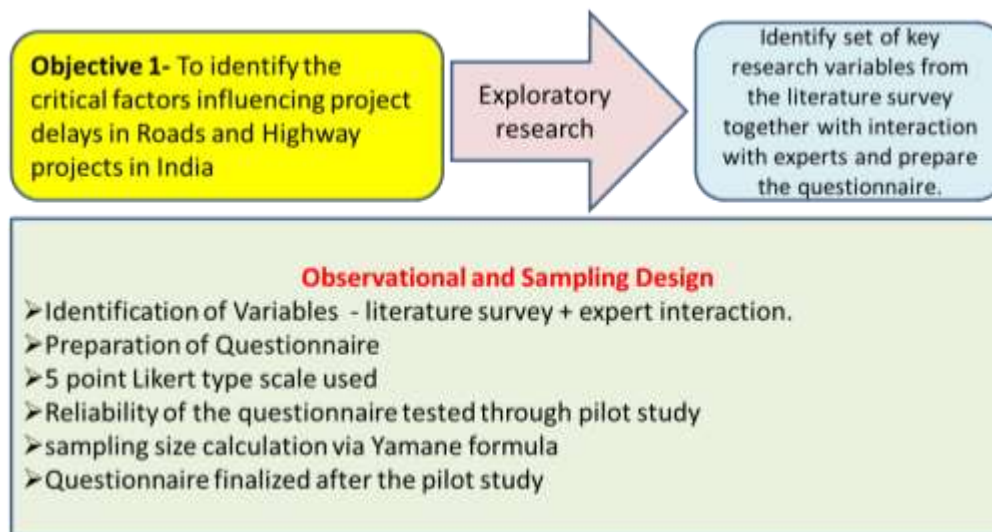 Objective 1- To identify the
critical factors influencing project
delays in Roads and Highway
projects in India
Exploratory
research
Identify set of key
research variables from
the literature survey
together with interaction
with experts and prepare
the questionnaire.
Observational and Sampling Design
➢Identification of Variables - literature survey + expert interaction.
➢Preparation of Questionnaire
➢5 point Likert type scale used
➢Reliability of the questionnaire tested through pilot study
➢sampling size calculation via Yamane formula
➢Questionnaire finalized after the pilot study